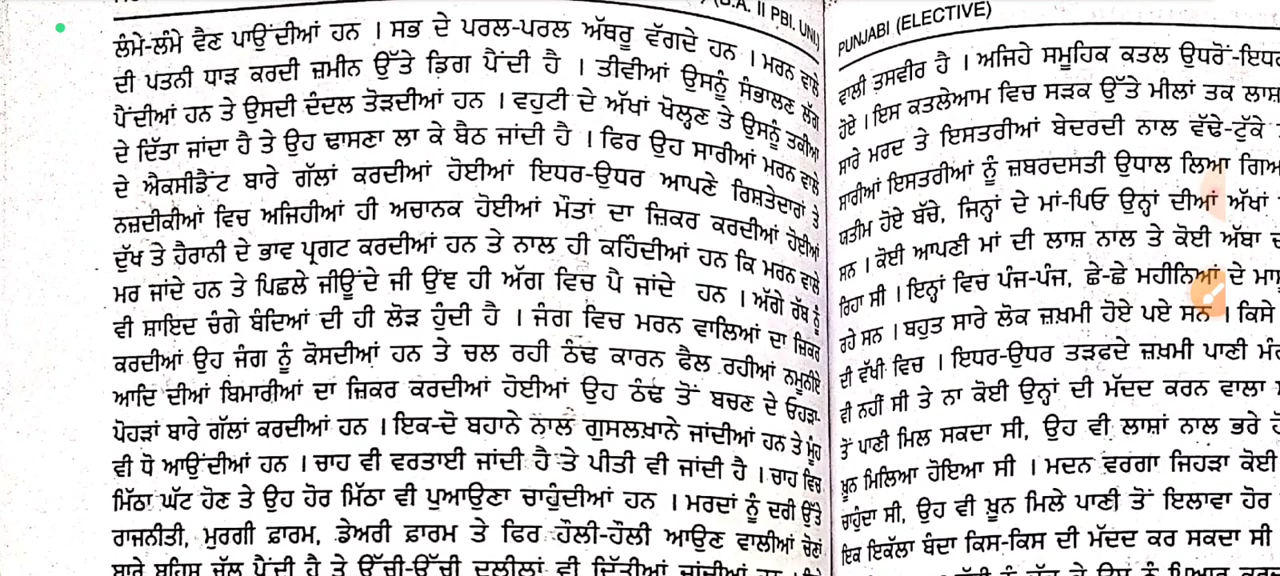 (B.A. II PBI. UNI)
ਲੰਮੇ-ਲੰਮੇ ਵੈਣ ਪਾਉਂਦੀਆਂ ਹਨ । ਸਭ ਦੇ ਪਰਲ-ਪਰਲ ਅੱਥਰੂ ਵੱਗਦੇ ਹਨ । ਮਰਨ ਵਾਲੇ
ਦੀ ਪਤਨੀ ਧਾੜ ਕਰਦੀ ਜ਼ਮੀਨ ਉੱਤੇ ਡਿਗ ਪੈਂਦੀ ਹੈ । ਤੀਵੀਆਂ ਉਸਨੂੰ ਸੰਭਾਲਣ ਲੱਗ
ਪੈਂਦੀਆਂ ਹਨ ਤੇ ਉਸਦੀ ਦੰਦਲ ਤੋੜਦੀਆਂ ਹਨ । ਵਹੁਟੀ ਦੇ ਅੱਖਾਂ ਖੋਲ੍ਹਣ ਤੇ ਉਸਨੂੰ ਤਕੀਆ
ਦੇ ਦਿੱਤਾ ਜਾਂਦਾ ਹੈ ਤੇ ਉਹ ਢਾਸਣਾ ਲਾ ਕੇ ਬੈਠ ਜਾਂਦੀ ਹੈ । ਫਿਰ ਉਹ ਸਾਰੀਆਂ ਮਰਨ ਵਾਲੇ
ਦੇ ਐਕਸੀਡੈਂਟ ਬਾਰੇ ਗੱਲਾਂ ਕਰਦੀਆਂ ਹੋਈਆਂ ਇਧਰ-ਉਧਰ ਆਪਣੇ ਰਿਸ਼ਤੇਦਾਰਾਂ ਤੇ
ਨਜ਼ਦੀਕੀਆਂ ਵਿਚ ਅਜਿਹੀਆਂ ਹੀ ਅਚਾਨਕ ਹੋਈਆਂ ਮੌਤਾਂ ਦਾ ਜ਼ਿਕਰ ਕਰਦੀਆਂ ਹੋਈਆਂ
ਦੁੱਖ ਤੇ ਹੈਰਾਨੀ ਦੇ ਭਾਵ ਪ੍ਰਗਟ ਕਰਦੀਆਂ ਹਨ ਤੇ ਨਾਲ ਹੀ ਕਹਿੰਦੀਆਂ ਹਨ ਕਿ ਮਰਨ ਵਾਲੇ
ਮਰ ਜਾਂਦੇ ਹਨ ਤੇ ਪਿਛਲੇ ਜੀਊਂਦੇ ਜੀ ਉਂਞ ਹੀ ਅੱਗ ਵਿਚ ਪੈ ਜਾਂਦੇ ਹਨ । ਅੱਗੇ ਰੱਬ ਨੂੰ
ਵੀ ਸ਼ਾਇਦ ਚੰਗੇ ਬੰਦਿਆਂ ਦੀ ਹੀ ਲੋੜ ਹੁੰਦੀ ਹੈ । ਜੰਗ ਵਿਚ ਮਰਨ ਵਾਲਿਆਂ ਦਾ ਜ਼ਿਕਰ
ਕਰਦੀਆਂ ਉਹ ਜੰਗ ਨੂੰ ਕੋਸਦੀਆਂ ਹਨ ਤੇ ਚਲ ਰਹੀ ਠੰਢ ਕਾਰਨ ਫੈਲ ਰਹੀਆਂ ਨਮੂਨੀਏ
ਆਦਿ ਦੀਆਂ ਬਿਮਾਰੀਆਂ ਦਾ ਜ਼ਿਕਰ ਕਰਦੀਆਂ ਹੋਈਆਂ ਉਹ ਠੰਢ ਤੋਂ ਬਚਣ ਦੇ ਓਹੜਾ-
ਪੋਹੜਾਂ ਬਾਰੇ ਗੱਲਾਂ ਕਰਦੀਆਂ ਹਨ । ਇਕ-ਦੋ ਬਹਾਨੇ ਨਾਲ ਗੁਸਲਖ਼ਾਨੇ ਜਾਂਦੀਆਂ ਹਨ ਤੇ ਮੂੰਹ
ਵੀ ਧੋ ਆਉਂਦੀਆਂ ਹਨ । ਚਾਹ ਵੀ ਵਰਤਾਈ ਜਾਂਦੀ ਹੈ ਤੇ ਪੀਤੀ ਵੀ ਜਾਂਦੀ ਹੈ । ਚਾਹ ਵਿਚ
ਮਿੱਠਾ ਘੱਟ ਹੋਣ ਤੇ ਉਹ ਹੋਰ ਮਿੱਠਾ ਵੀ ਪੁਆਉਣਾ ਚਾਹੁੰਦੀਆਂ ਹਨ । ਮਰਦਾਂ ਨੂੰ ਦਰੀ ਉੱਤੇ
ਰਾਜਨੀਤੀ, ਮੁਰਗੀ ਫ਼ਾਰਮ, ਡੇਅਰੀ ਫ਼ਾਰਮ ਤੇ ਫਿਰ ਹੌਲੀ-ਹੌਲੀ ਆਉਣ ਵਾਲੀਆਂ ਚੋਣਾਂ
ਬਾਰੇ ਬਹਿਸ ਚੱਲ ਪੈਂਦੀ ਹੈ ਤੇ ਉੱਚੀ-ਉੱਚੀ ਦਲੀਲਾਂ ਵੀ ਦਿੱਤੀਆਂ ਜਾਂਦੀਆਂ
PUNJABI (ELECTIVE)
ਵਾਲੀ ਤਸਵੀਰ ਹੈ । ਅਜਿਹੇ ਸਮੂਹਿਕ ਕਤਲ ਉਧਰੋਂ-ਇਧਰ
ਹੋਏ । ਇਸ ਕਤਲੇਆਮ ਵਿਚ ਸੜਕ ਉੱਤੇ ਮੀਲਾਂ ਤਕ ਲਾਸ਼
ਸਾਰੇ ਮਰਦ ਤੇ ਇਸਤਰੀਆਂ ਬੇਦਰਦੀ ਨਾਲ ਵੱਢੇ-ਟੁੱਕੇ
ਸਾਰੀਆਂ ਇਸਤਰੀਆਂ ਨੂੰ ਜ਼ਬਰਦਸਤੀ ਉਧਾਲ ਲਿਆ ਗਿਆ
ਯਤੀਮ ਹੋਏ ਬੱਚੇ, ਜਿਨ੍ਹਾਂ ਦੇ ਮਾਂ-ਪਿਓ ਉਨ੍ਹਾਂ ਦੀਆਂ ਅੱਖਾਂ
ਸਨ । ਕੋਈ ਆਪਣੀ ਮਾਂ ਦੀ ਲਾਸ਼ ਨਾਲ ਤੇ ਕੋਈ ਅੱਬਾ
ਰਿਹਾ ਸੀ । ਇਨ੍ਹਾਂ ਵਿਚ ਪੰਜ-ਪੰਜ, ਛੇ-ਛੇ ਮਹੀਨਿਆਂ ਦੇ
ਰਹੇ ਸਨ । ਬਹੁਤ ਸਾਰੇ ਲੋਕ ਜ਼ਖ਼ਮੀ ਹੋਏ ਪਏ ਸਨ । ਕਿਸੇ
ਦੀ ਵੱਖੀ ਵਿਚ । ਇਧਰ-ਉਧਰ ਤੜਫਦੇ ਜ਼ਖ਼ਮੀ ਪਾਣੀ
ਵੀ ਨਹੀਂ ਸੀ ਤੇ ਨਾ ਕੋਈ ਉਨ੍ਹਾਂ ਦੀ ਮੱਦਦ ਕਰਨ ਵਾਲਾ
ਤੋਂ ਪਾਣੀ ਮਿਲ ਸਕਦਾ ਸੀ, ਉਹ ਵੀ ਲਾਸ਼ਾਂ ਨਾਲ ਭਰੇ
ਖ਼ੂਨ ਮਿਲਿਆ ਹੋਇਆ ਸੀ । ਮਦਨ ਵਰਗਾ ਜਿਹੜਾ ਕੋਈ
ਚਾਹੁੰਦਾ ਸੀ, ਉਹ ਵੀ ਖ਼ੂਨ ਮਿਲੇ ਪਾਣੀ ਤੋਂ ਇਲਾਵਾ ਹੋਰ
ਇਕ ਇਕੱਲਾ ਬੰਦਾ ਕਿਸ-ਕਿਸ ਦੀ ਮੱਦਦ ਕਰ ਸਕਦਾ ਸੀ